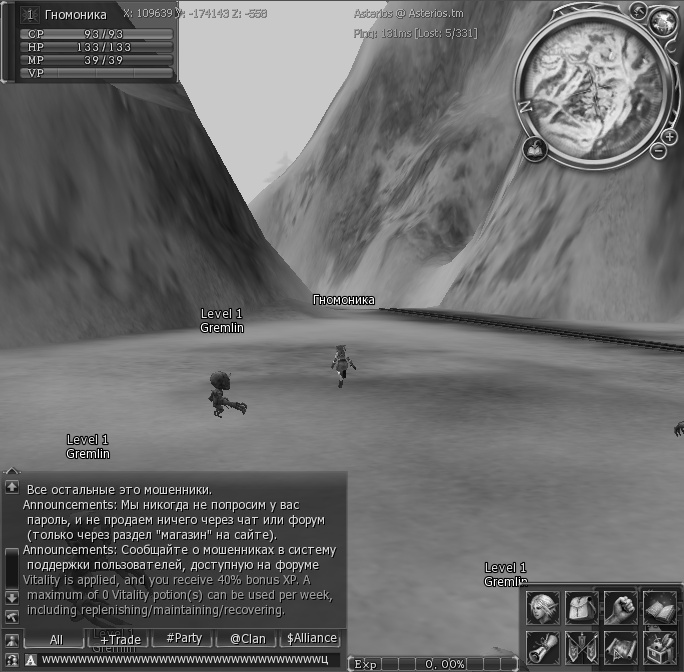 1 Гномоника X: 109639 Y: -174143 Z: -558
Asterios @ Asterios.tm
Ping: 131ms [Lost: 5/331]
CP 93/93
HP 133/133
MP 39/39
VP
N
Гномоника
Level 1
Gremlin
Level 1
Gremlin
Все остальные это мошенники.
Announcements: Мы никогда не попросим у вас
пароль, и не продаем ничего через чат или форум
(только через раздел "магазин" на сайте).
Announcements: Сообщайте о мошенниках в систему
поддержки пользователей, доступную на форуме
Vitality is applied, and you receive 40% bonus XP. A
maximum of 0 Vitality potion(s) can be used per week,
including replenishing/maintaining/recovering.
Level 1
Gremlin
Level 1
Gremlin
All +Trade #Party @Clan $Alliance
A wwwwwwwwwwwwwwwwwwwwwwwwwwwwwwwwwwц
Exp 0.00%